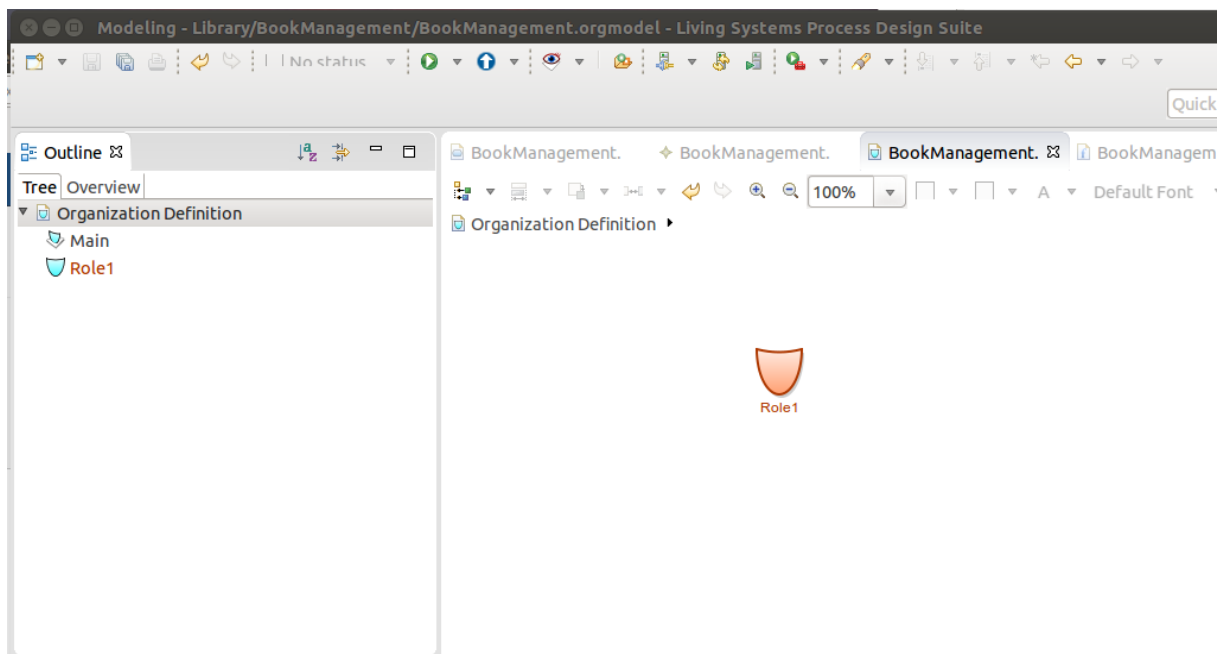 Modeling - Library/BookManagement/BookManagement.orgmodel - Living Systems Process Design Suite
No status
Quick
Outline
Tree Overview
Organization Definition
Main
Role1
BookManagement. BookManagement. BookManagement. BookManagem
100% A Default Font
Organization Definition
Role1